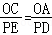 OC/PE = OA/PD